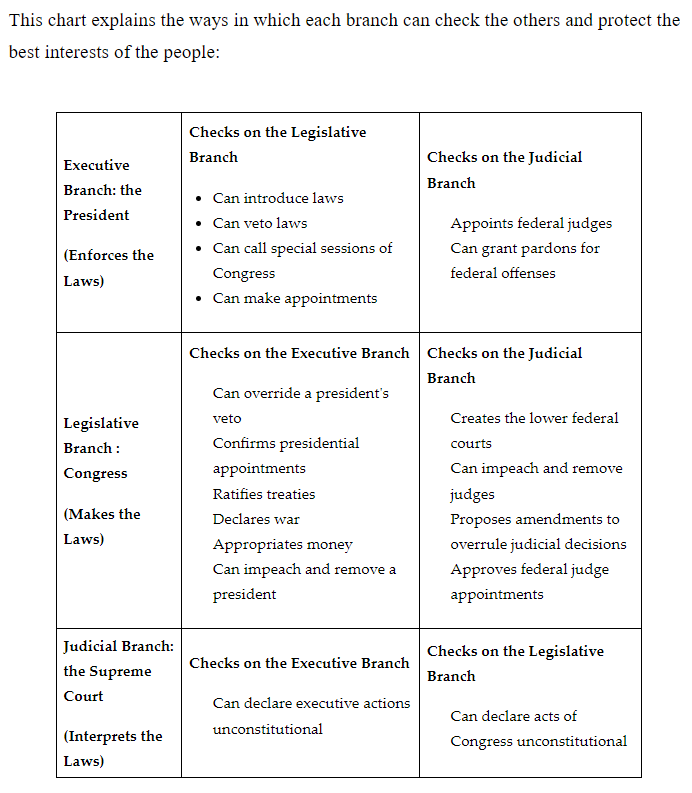 This chart explains the ways in which each branch can check the others and protect the
best interests of the people:
Executive
Branch: the
President
(Enforces the
Laws)
Checks on the Legislative
Branch
• Can introduce laws
• Can veto laws
• Can call special sessions of
Congress
• Can make appointments
Checks on the Judicial
Branch
Appoints federal judges
Can grant pardons for
federal offenses
Legislative
Branch :
Congress
(Makes the
Laws)
Checks on the Executive Branch
Can override a president's
veto
Confirms presidential
appointments
Ratifies treaties
Declares war
Appropriates money
Can impeach and remove a
president
Checks on the Judicial
Branch
Creates the lower federal
courts
Can impeach and remove
judges
Proposes amendments to
overrule judicial decisions
Approves federal judge
appointments
Judicial Branch:
the Supreme
Court
(Interprets the
Laws)
Checks on the Executive Branch
Can declare executive actions
unconstitutional
Checks on the Legislative
Branch
Can declare acts of
Congress unconstitutional